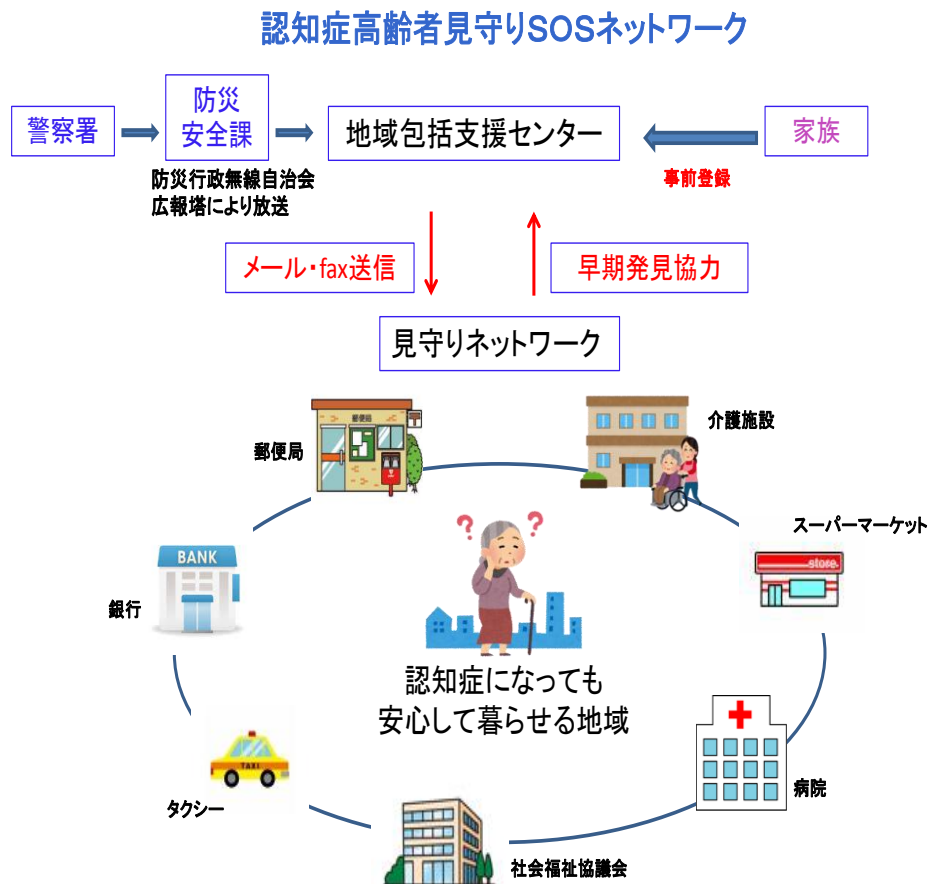 認知症高齢者見守りSOSネットワーク
警察署
防災
安全課
地域包括支援センター
家族
防災行政無線自治会
広報塔により放送
事前登録
メール・fax送信
早期発見協力
見守りネットワーク
郵便局
郵便局
介護施設
スーパーマーケット
store.
BANK
銀行
認知症になっても
安心して暮らせる地域
TAXI
タクシー
病院
社会福祉協議会